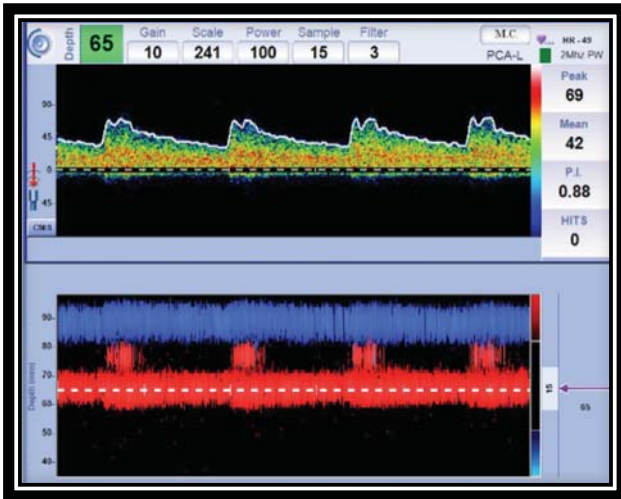 Depth 65 Gain Scale Power Sample Filter M.C. HR - 49
10 241 100 15 3 PCA-L 2Mhz PW
Peak
69
Mean
42
P.I.
0.88
HITS
0
90
45
0
45
CM/S
90
80
70
60
50
40
Depth (mm)
15
65